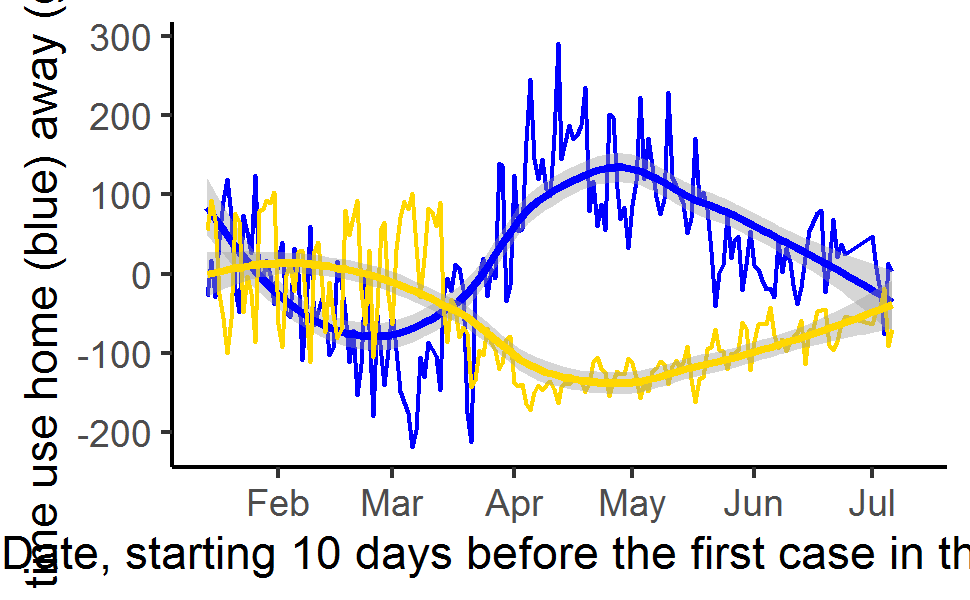 time use home (blue) away (
300
200
100
0
-100
-200
Feb Mar Apr May Jun Jul
Date, starting 10 days before the first case in th